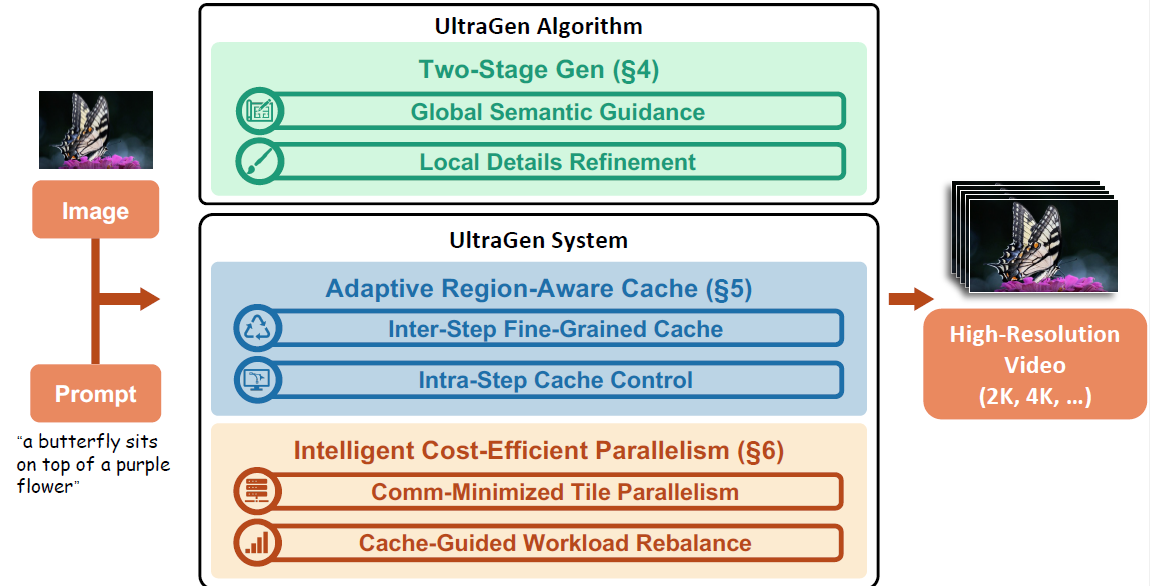 UltraGen Algorithm
Two-Stage Gen (§4)
Global Semantic Guidance
Local Details Refinement
Image
Prompt
“a butterfly sits
on top of a purple
flower”
UltraGen System
Adaptive Region-Aware Cache (§5)
Inter-Step Fine-Grained Cache
Intra-Step Cache Control
Intelligent Cost-Efficient Parallelism (§6)
Comm-Minimized Tile Parallelism
Cache-Guided Workload Rebalance
High-Resolution
Video
(2K, 4K, …)